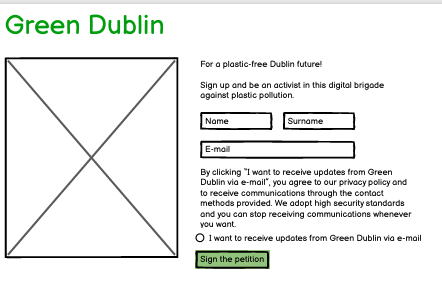 Green Dublin
For a plastic-free Dublin future!
Sign up and be an activist in this digital brigade
against plastic pollution.
Name
Surname
E-mail
By clicking "I want to receive updates from Green
Dublin via e-mail", you agree to our privacy policy and
to receive communications through the contact
methods provided. We adopt high security standards
and you can stop receiving communications whenever
you want.
I want to receive updates from Green Dublin via e-mail
Sign the petition